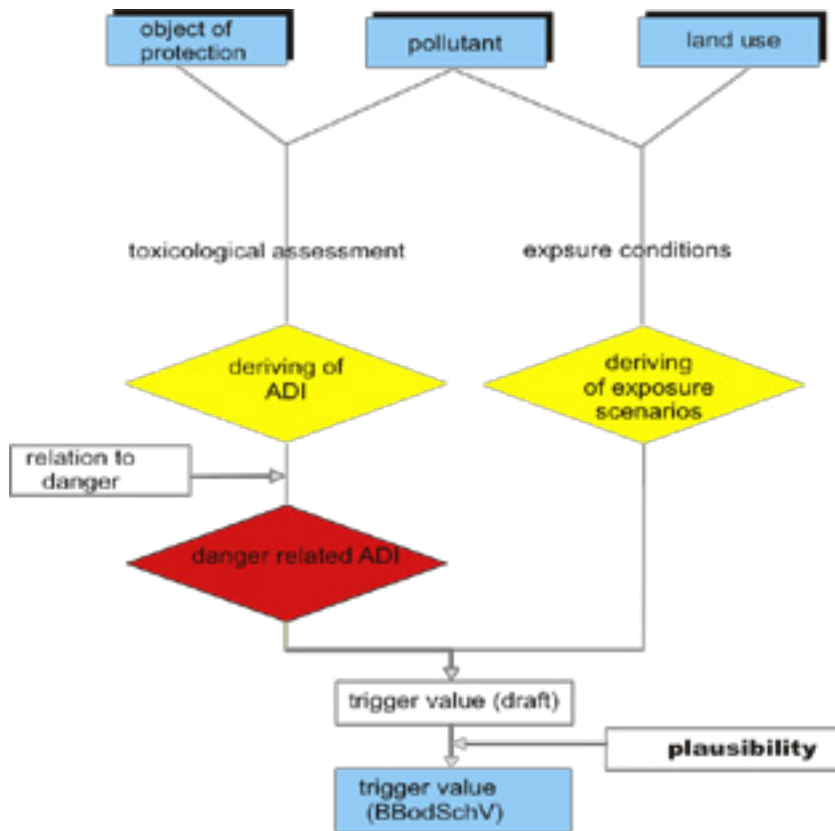 object of
protection
pollutant
land use
toxicological assessment
expsure conditions
deriving of
ADI
deriving
of exposure
scenarios
relation to
danger
danger related ADI
trigger value (draft)
plausibility
trigger value
(BBodSchV)